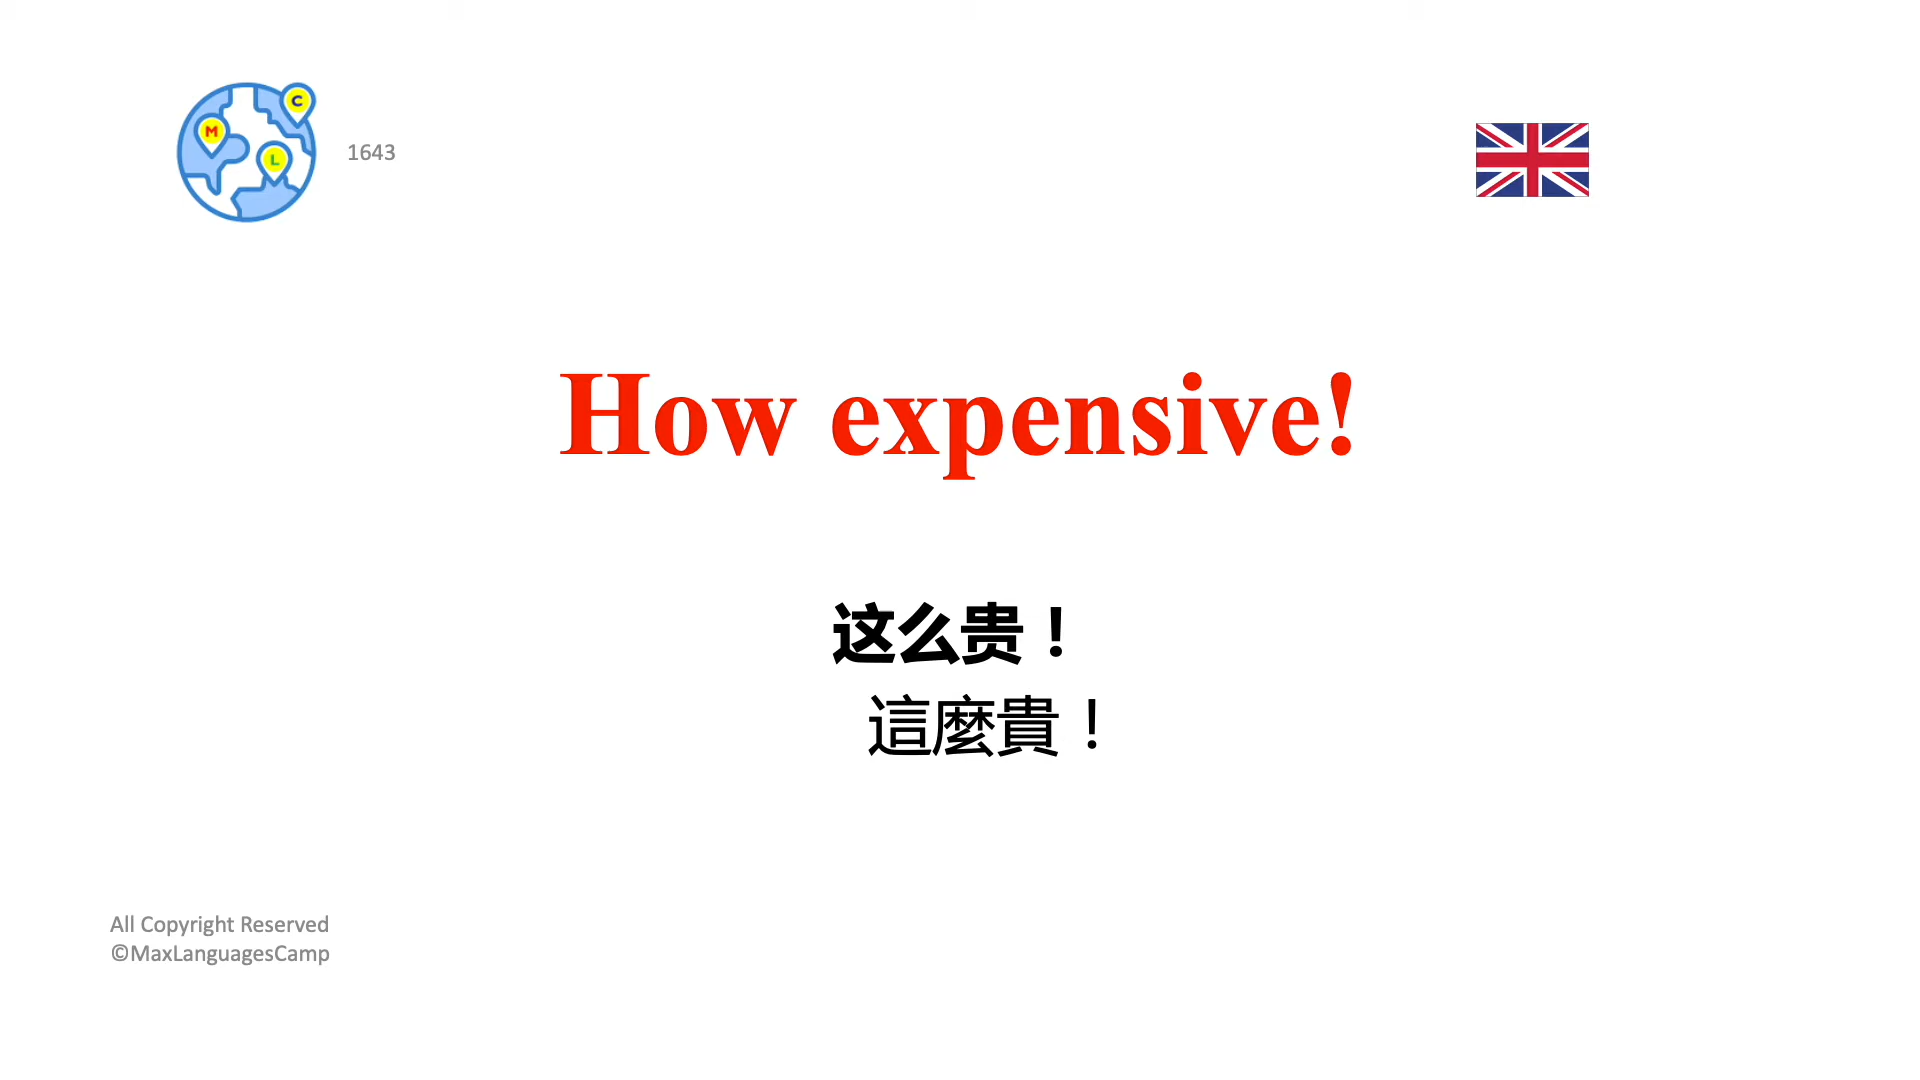 C
M
L
1643
How expensive!
这么贵！
這麼貴！
All Copyright Reserved
©MaxLanguagesCamp